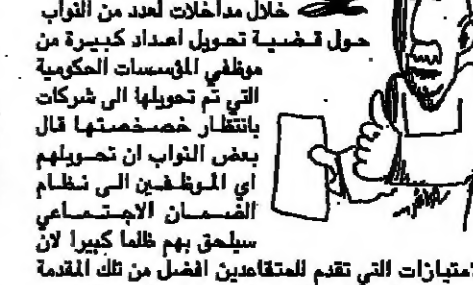 خلال مداخلات لعدد من النواب
حول قضية تحويل اعداد كبيرة من
موظفي المؤسسات الحكومية
التي تم تحويلها الى شركات
بانتظار خصخصتها قال
بعض النواب ان تحويلهم
اي الموظفين الى نظام
الضمان الاجتماعي
سيلحق بهم ظلما كبيرا لان
الامتيازات التي تقدم للمتقاعدين افضل من تلك المقدمة